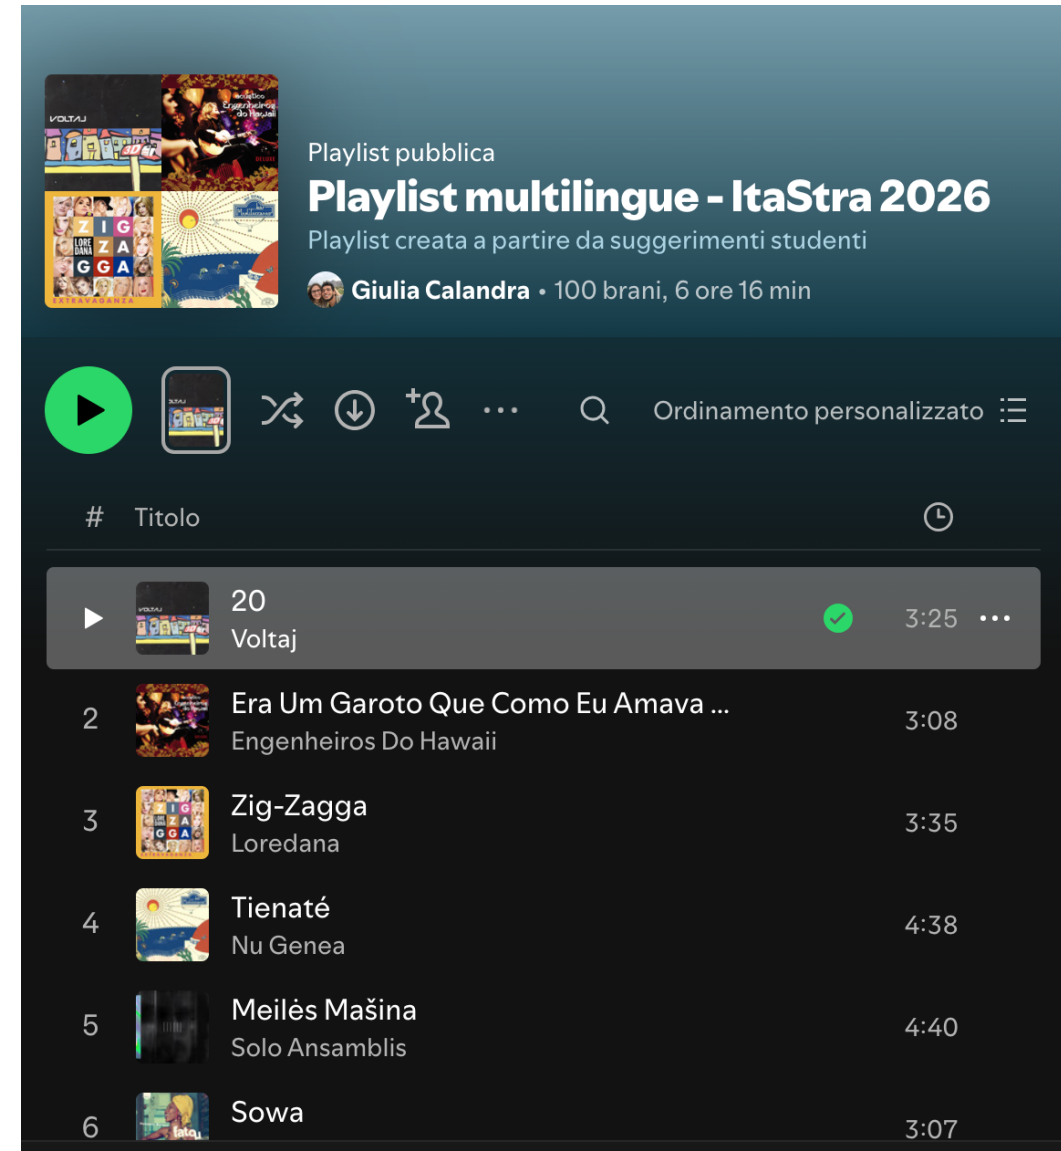 VOLTAJ
acústico
Engenheiros
do Hawaii
DELUXE
ZIG
LORE
DANA
ZA
GGA
EXTRAVAGANZA
Playlist pubblica
Playlist multilingue - ItaStra 2026
Playlist creata a partire da suggerimenti studenti
Giulia Calandra • 100 brani, 6 ore 16 min
Ordinamento personalizzato
# Titolo
20
Voltaj
3:25
2
Era Um Garoto Que Como Eu Amava ...
Engenheiros Do Hawaii
3:08
3
Zig-Zagga
Loredana
3:35
4
Tienaté
Nu Genea
4:38
5
Meilės Mašina
Solo Ansamblis
4:40
6
fatou
Sowa
3:07